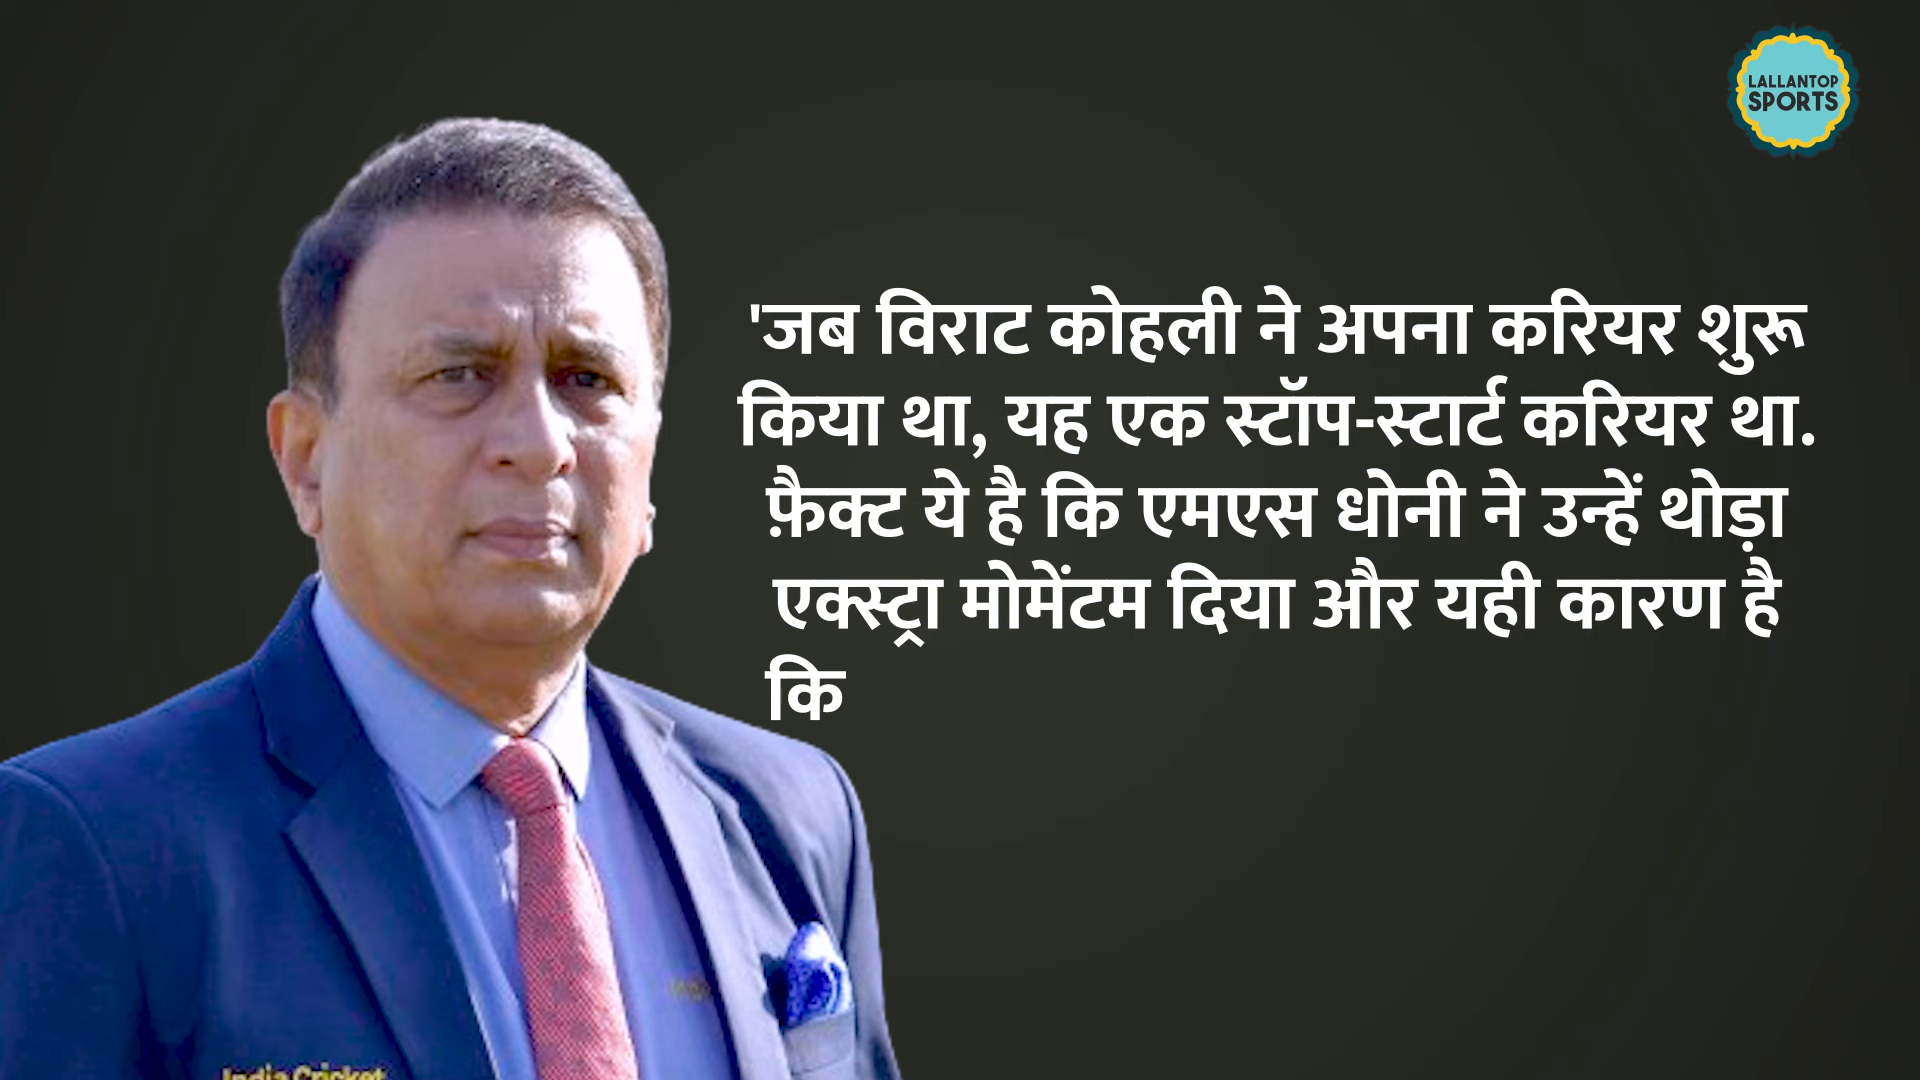 LALLANTOP
SPORTS
'जब विराट कोहली ने अपना करियर शुरू
किया था, यह एक स्टॉप-स्टार्ट करियर था.
फ़ैक्ट ये है कि एमएस धोनी ने उन्हें थोड़ा
एक्स्ट्रा मोमेंटम दिया और यही कारण है
कि
India Cricket